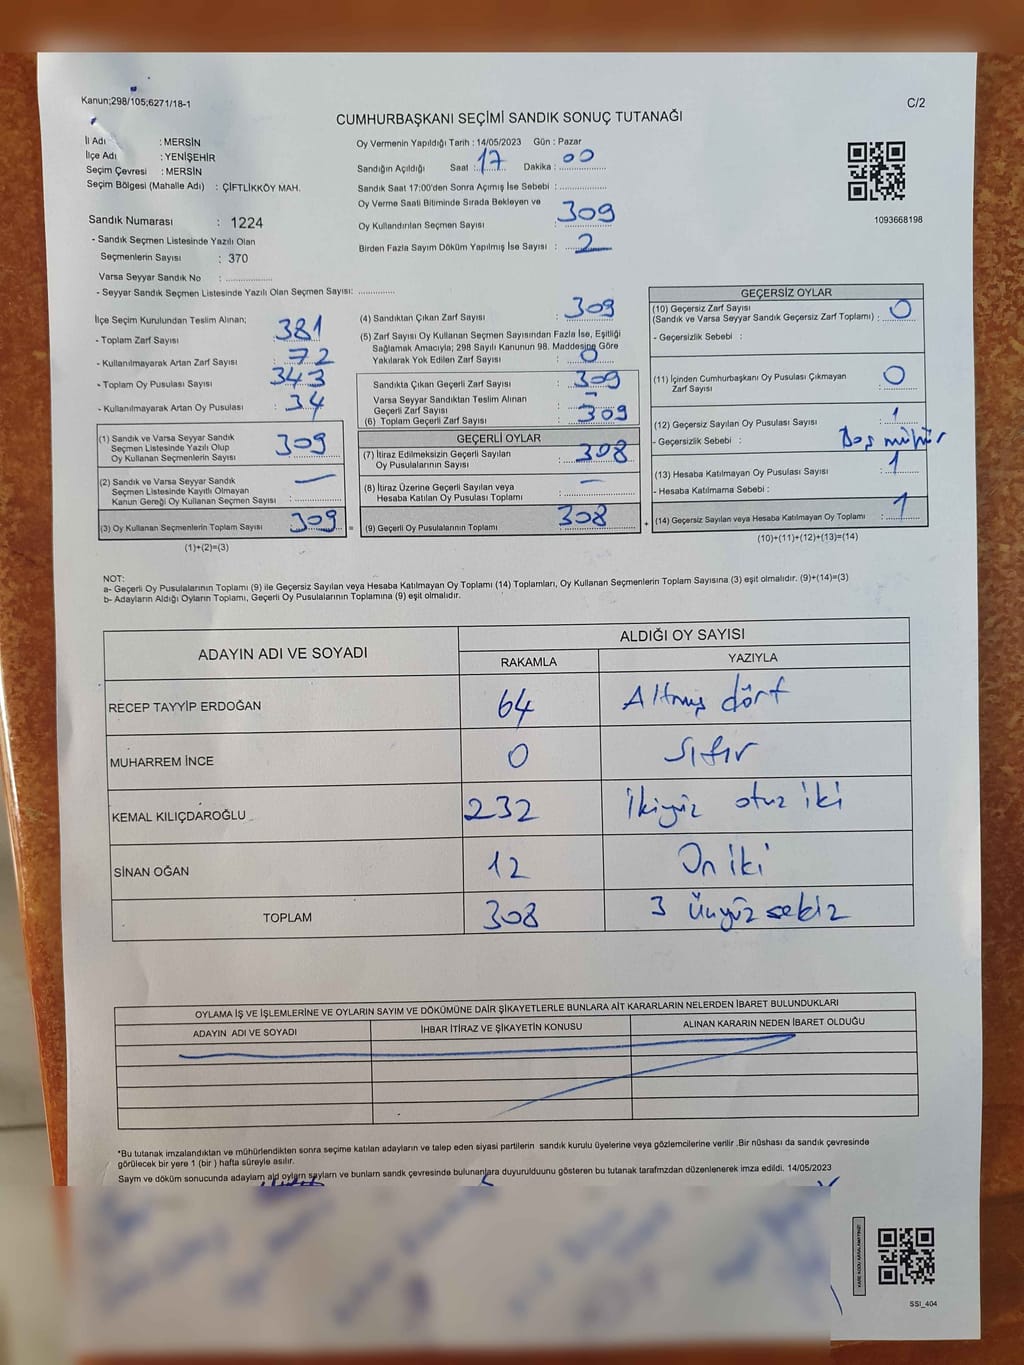 Kanun;298/105;6271/18-1
C/2
CUMHURBAŞKANI SEÇİMİ SANDIK SONUÇ TUTANAĞI
İl Adı : MERSİN
İlçe Adı : YENİŞEHİR
Seçim Çevresi : MERSİN
Seçim Bölgesi (Mahalle Adı) : ÇİFTLİKKÖY MAH.
Sandık Numarası : 1224
- Sandık Seçmen Listesinde Yazılı Olan
Seçmenlerin Sayısı : 370
Varsa Seyyar Sandık No : ..............
- Seyyar Sandık Seçmen Listesinde Yazılı Olan Seçmen Sayısı: ..............
Oy Vermenin Yapıldığı Tarih : 14/05/2023 Gün : Pazar
Sandığın Açıldığı Saat : 17 Dakika : 00
Sandık Saat 17:00'den Sonra Açımış İse Sebebi : ..............
Oy Verme Saati Bitiminde Sırada Bekleyen ve
Oy Kullandırılan Seçmen Sayısı : 309
Birden Fazla Sayım Döküm Yapılmış İse Sayısı : 2
1093668198
İlçe Seçim Kurulundan Teslim Alınan;
- Toplam Zarf Sayısı : 381
- Kullanılmayarak Artan Zarf Sayısı : 72
- Toplam Oy Pusulası Sayısı : 343
- Kullanılmayarak Artan Oy Pusulası : 34
(1) Sandık ve Varsa Seyyar Sandık
Seçmen Listesinde Yazılı Olup
Oy Kullanan Seçmenlerin Sayısı : 309
(2) Sandık ve Varsa Seyyar Sandık
Seçmen Listesinde Kayıtlı Olmayan
Kanun Gereği Oy Kullanan Seçmen Sayısı : —
(3) Oy Kullanan Seçmenlerin Toplam Sayısı : 309 =
(1)+(2)=(3)
(4) Sandıktan Çıkan Zarf Sayısı : 309
(5) Zarf Sayısı Oy Kullanan Seçmen Sayısından Fazla İse, Eşitliği
Sağlamak Amacıyla; 298 Sayılı Kanunun 98. Maddesine Göre
Yakılarak Yok Edilen Zarf Sayısı : 0
Sandıkta Çıkan Geçerli Zarf Sayısı : 309
Varsa Seyyar Sandıktan Teslim Alınan
Geçerli Zarf Sayısı : —
(6) Toplam Geçerli Zarf Sayısı : 309
GEÇERLİ OYLAR
(7) İtiraz Edilmeksizin Geçerli Sayılan
Oy Pusulalarının Sayısı : 308
(8) İtiraz Üzerine Geçerli Sayılan veya
Hesaba Katılan Oy Pusulası Toplamı : —
(9) Geçerli Oy Pusulalarının Toplamı : 308 +
GEÇERSİZ OYLAR
(10) Geçersiz Zarf Sayısı
(Sandık ve Varsa Seyyar Sandık Geçersiz Zarf Toplamı) : 0
- Geçersizlik Sebebi :
(11) İçinden Cumhurbaşkanı Oy Pusulası Çıkmayan
Zarf Sayısı : 0
(12) Geçersiz Sayılan Oy Pusulası Sayısı : 1
- Geçersizlik Sebebi : Boş mühür
(13) Hesaba Katılmayan Oy Pusulası Sayısı : 1
- Hesaba Katılmama Sebebi :
(14) Geçersiz Sayılan veya Hesaba Katılmayan Oy Toplamı : 1
(10)+(11)+(12)+(13)=(14)
NOT:
a- Geçerli Oy Pusulalarının Toplamı (9) ile Geçersiz Sayılan veya Hesaba Katılmayan Oy Toplamı (14) Toplamları, Oy Kullanan Seçmenlerin Toplam Sayısına (3) eşit olmalıdır. (9)+(14)=(3)
b- Adayların Aldığı Oyların Toplamı, Geçerli Oy Pusulalarının Toplamına (9) eşit olmalıdır.
ADAYIN ADI VE SOYADI ALDIĞI OY SAYISI
RAKAMLA YAZIYLA
RECEP TAYYİP ERDOĞAN 64 Altmış dört
MUHARREM İNCE 0 Sıfır
KEMAL KILIÇDAROĞLU 232 İkiyüz otuz iki
SİNAN OĞAN 12 On iki
TOPLAM 308 3 Üçyüz sekiz
OYLAMA İŞ VE İŞLEMLERİNE VE OYLARIN SAYIM VE DÖKÜMÜNE DAİR ŞİKAYETLERLE BUNLARA AİT KARARLARIN NELERDEN İBARET BULUNDUKLARI
ADAYIN ADI VE SOYADI İHBAR İTİRAZ VE ŞİKAYETİN KONUSU ALINAN KARARIN NEDEN İBARET OLDUĞU
*Bu tutanak imzalandıktan ve mühürlendikten sonra seçime katılan adayların ve talep eden siyasi partilerin sandık kurulu üyelerine veya gözlemcilerine verilir .Bir nüshası da sandık çevresinde
görülecek bir yere 1 (bir ) hafta süreyle asılır.
Sayım ve döküm sonucunda adayların ald oyların sayların ve bunların sandk çevresinde bulunanlara duyurulduunu gösteren bu tutanak tarafmzdan düzenlenerek imza edildi. 14/05/2023
SSI_404